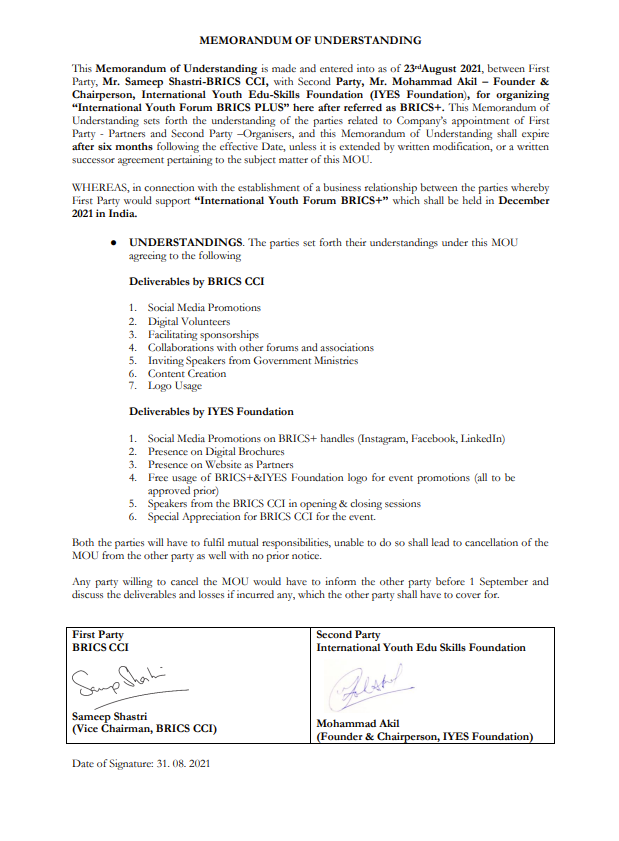 MEMORANDUM OF UNDERSTANDING
This Memorandum of Understanding is made and entered into as of 23rdAugust 2021, between First
Party, Mr. Sameep Shastri-BRICS CCI, with Second Party, Mr. Mohammad Akil – Founder &
Chairperson, International Youth Edu-Skills Foundation (IYES Foundation), for organizing
“International Youth Forum BRICS PLUS” here after referred as BRICS+. This Memorandum of
Understanding sets forth the understanding of the parties related to Company’s appointment of First
Party - Partners and Second Party –Organisers, and this Memorandum of Understanding shall expire
after six months following the effective Date, unless it is extended by written modification, or a written
successor agreement pertaining to the subject matter of this MOU.
WHEREAS, in connection with the establishment of a business relationship between the parties whereby
First Party would support “International Youth Forum BRICS+” which shall be held in December
2021 in India.
● UNDERSTANDINGS. The parties set forth their understandings under this MOU
agreeing to the following
Deliverables by BRICS CCI
1. Social Media Promotions
2. Digital Volunteers
3. Facilitating sponsorships
4. Collaborations with other forums and associations
5. Inviting Speakers from Government Ministries
6. Content Creation
7. Logo Usage
Deliverables by IYES Foundation
1. Social Media Promotions on BRICS+ handles (Instagram, Facebook, LinkedIn)
2. Presence on Digital Brochures
3. Presence on Website as Partners
4. Free usage of BRICS+&IYES Foundation logo for event promotions (all to be
approved prior)
5. Speakers from the BRICS CCI in opening & closing sessions
6. Special Appreciation for BRICS CCI for the event.
Both the parties will have to fulfil mutual responsibilities, unable to do so shall lead to cancellation of the
MOU from the other party as well with no prior notice.
Any party willing to cancel the MOU would have to inform the other party before 1 September and
discuss the deliverables and losses if incurred any, which the other party shall have to cover for.
First Party
BRICS CCI
Sameep Shastri
(Vice Chairman, BRICS CCI)
Second Party
International Youth Edu Skills Foundation
Mohammad Akil
(Founder & Chairperson, IYES Foundation)
Date of Signature: 31. 08. 2021